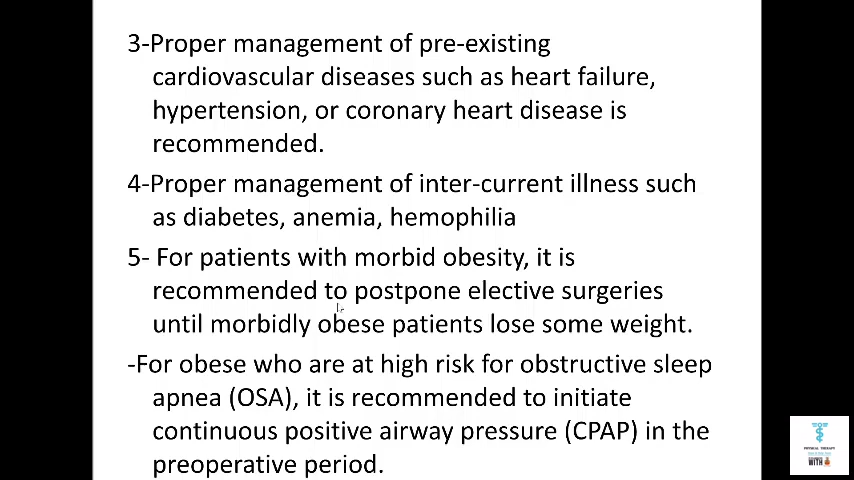 3-Proper management of pre-existing
cardiovascular diseases such as heart failure,
hypertension, or coronary heart disease is
recommended.
4-Proper management of inter-current illness such
as diabetes, anemia, hemophilia
5- For patients with morbid obesity, it is
recommended to postpone elective surgeries
until morbidly obese patients lose some weight.
-For obese who are at high risk for obstructive sleep
apnea (OSA), it is recommended to initiate
continuous positive airway pressure (CPAP) in the
preoperative period.
PHYSICAL THERAPY
WITH